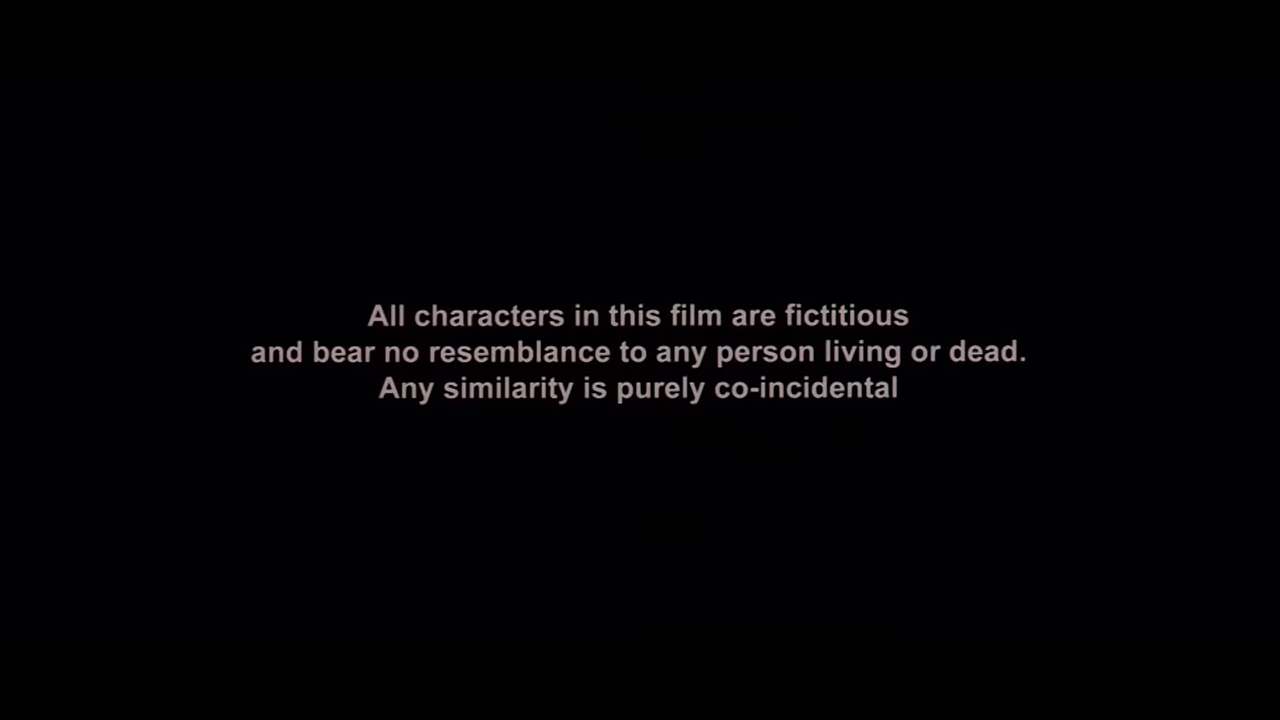 All characters in this film are fictitious
and bear no resemblance to any person living or dead.
Any similarity is purely co-incidental